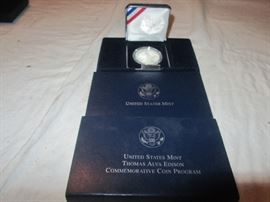 UNITED STATES MINT
UNITED STATES MINT
THOMAS ALVA EDISON
COMMEMORATIVE COIN PROGRAM